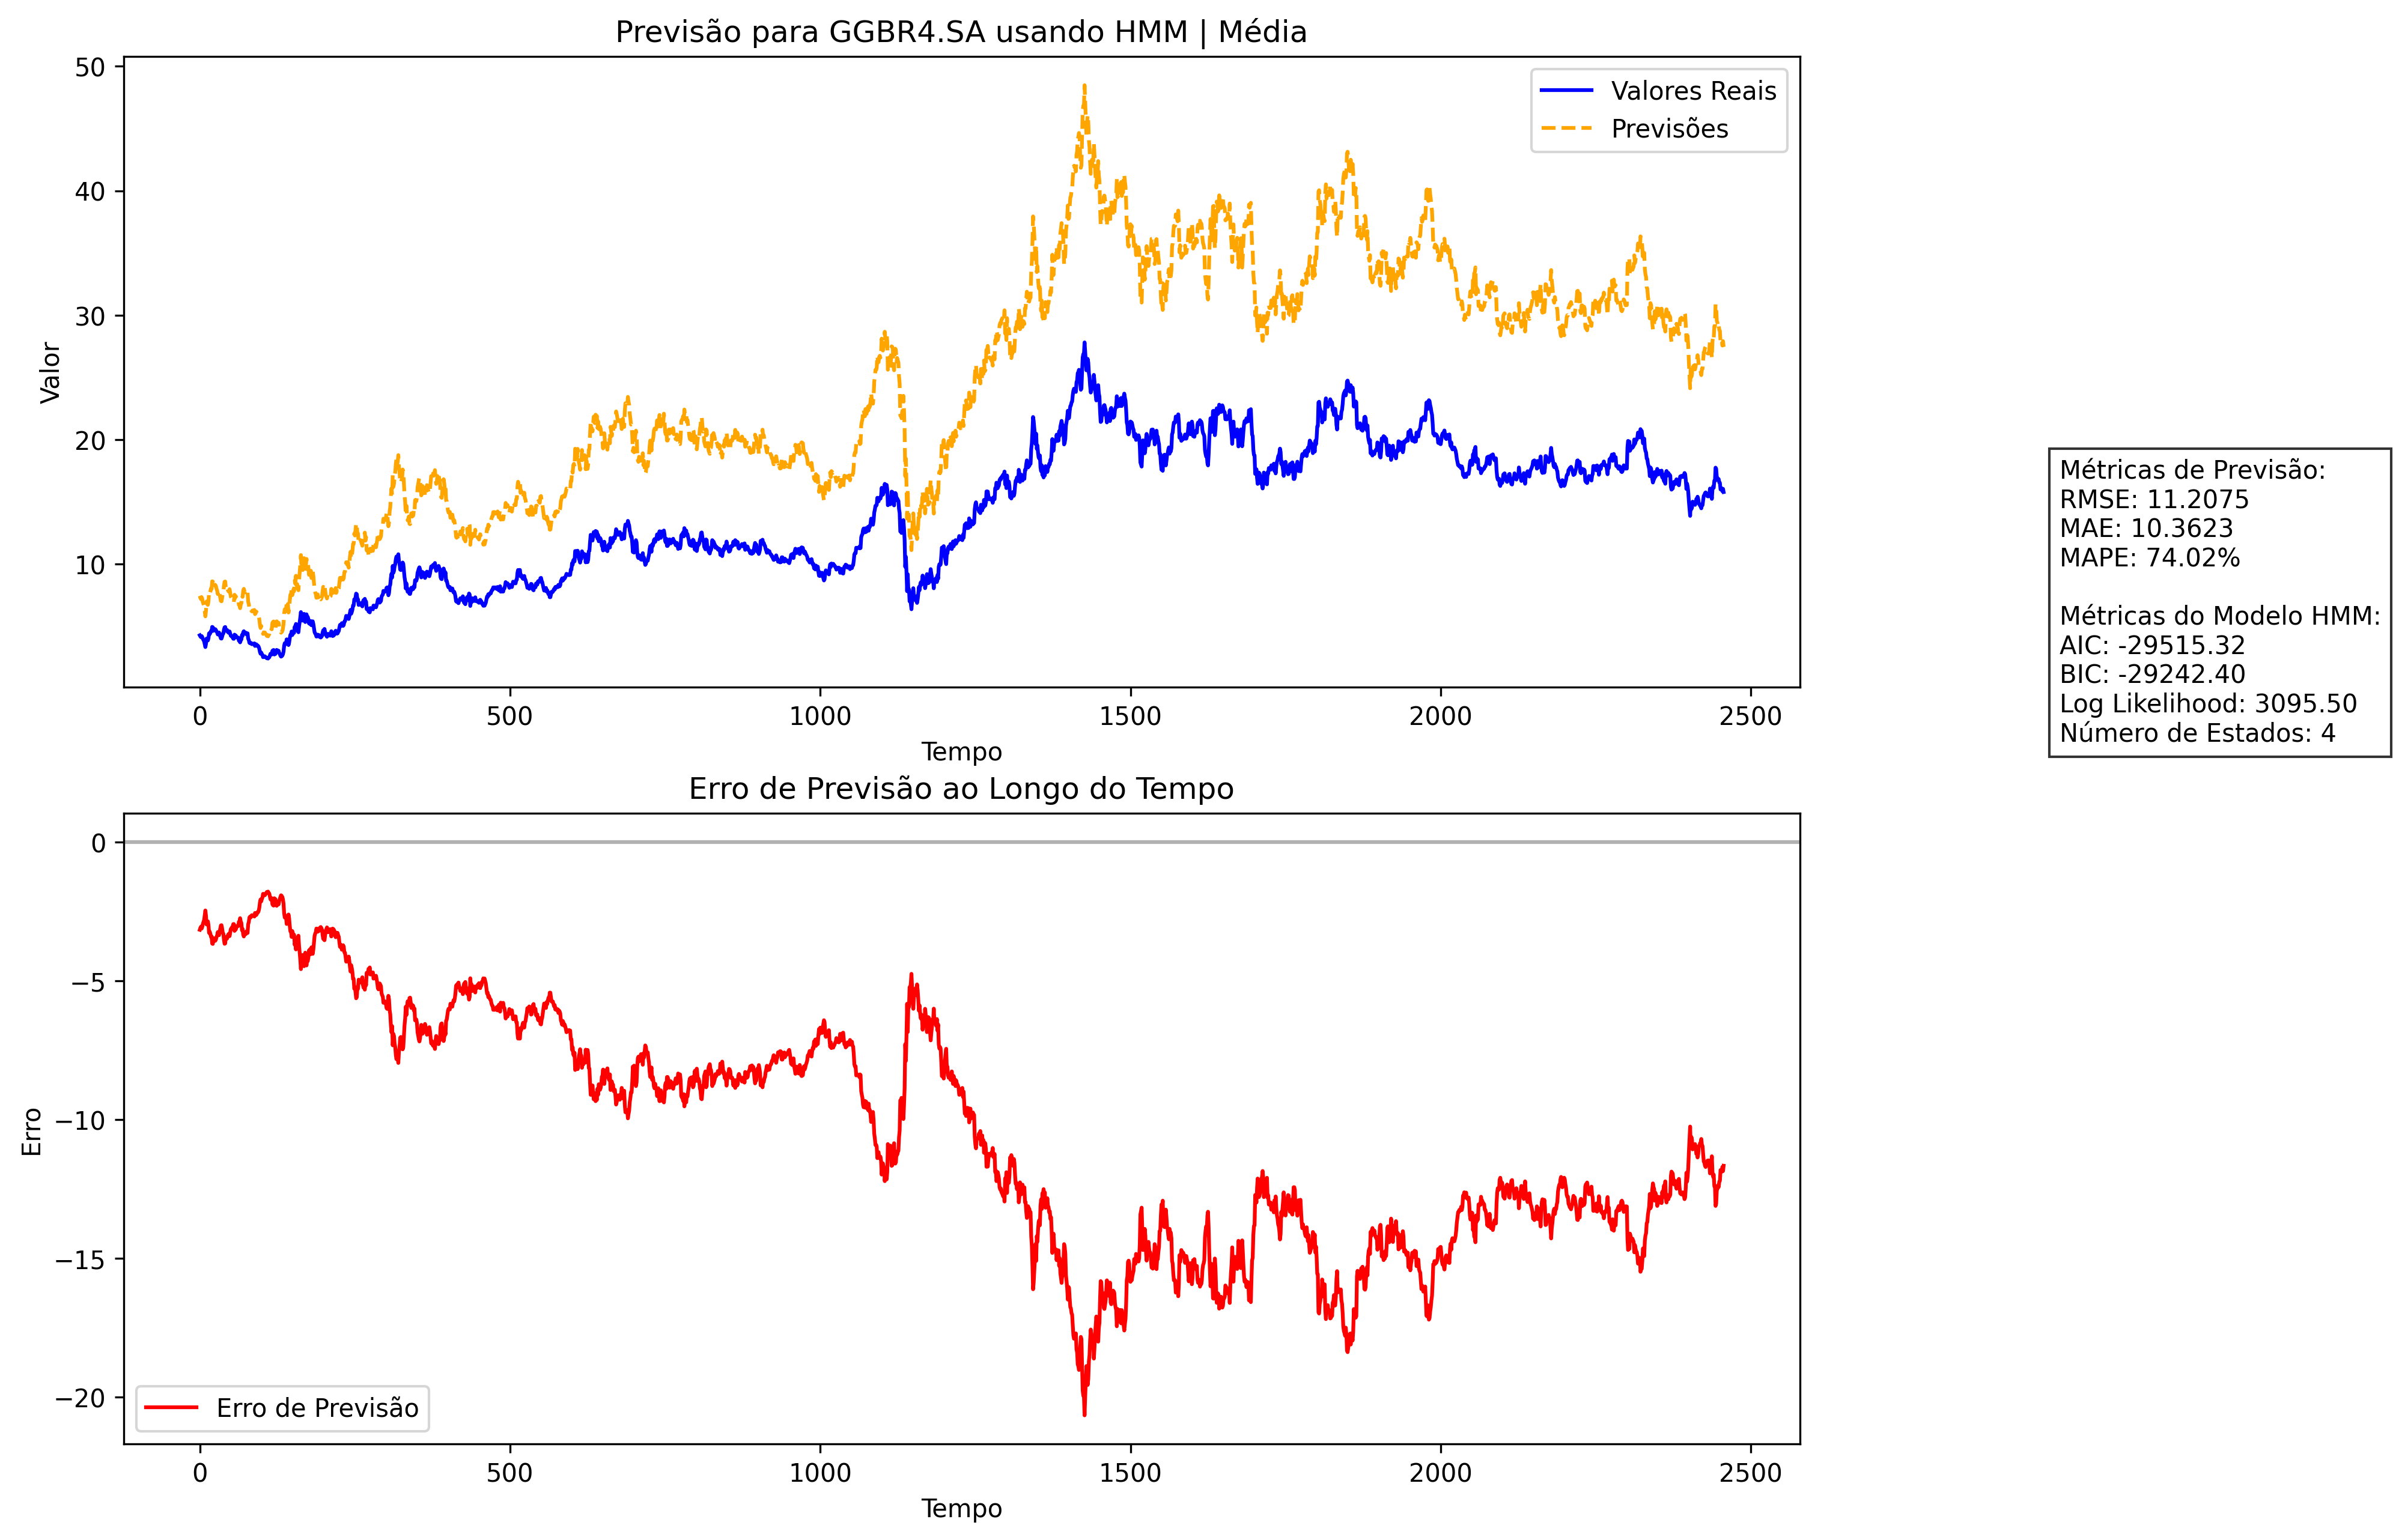 Previsão para GGBR4.SA usando HMM | Média
50
40
30
20
10
Valor
Valores Reais
Previsões
0
500
1000
1500
2000
2500
Tempo
Métricas de Previsão:
RMSE: 11.2075
MAE: 10.3623
MAPE: 74.02%
Métricas do Modelo HMM:
AIC: -29515.32
BIC: -29242.40
Log Likelihood: 3095.50
Número de Estados: 4
Erro de Previsão ao Longo do Tempo
0
−5
−10
−15
−20
Erro
Erro de Previsão
0
500
1000
1500
2000
2500
Tempo